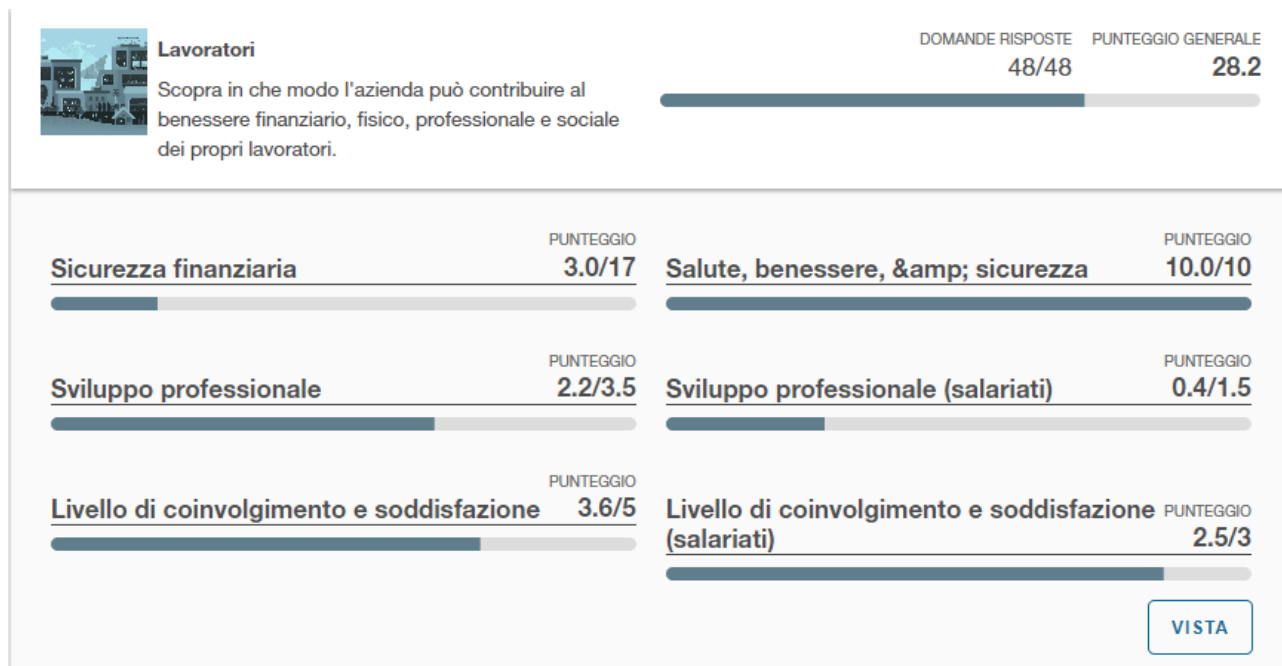 Lavoratori
Scopra in che modo l'azienda può contribuire al
benessere finanziario, fisico, professionale e sociale
dei propri lavoratori.
DOMANDE RISPOSTE
48/48
PUNTEGGIO GENERALE
28.2
Sicurezza finanziaria
PUNTEGGIO
3.0/17
Salute, benessere, &amp; sicurezza
PUNTEGGIO
10.0/10
Sviluppo professionale
PUNTEGGIO
2.2/3.5
Sviluppo professionale (salariati)
PUNTEGGIO
0.4/1.5
Livello di coinvolgimento e soddisfazione
PUNTEGGIO
3.6/5
Livello di coinvolgimento e soddisfazione
(salariati)
PUNTEGGIO
2.5/3
VISTA